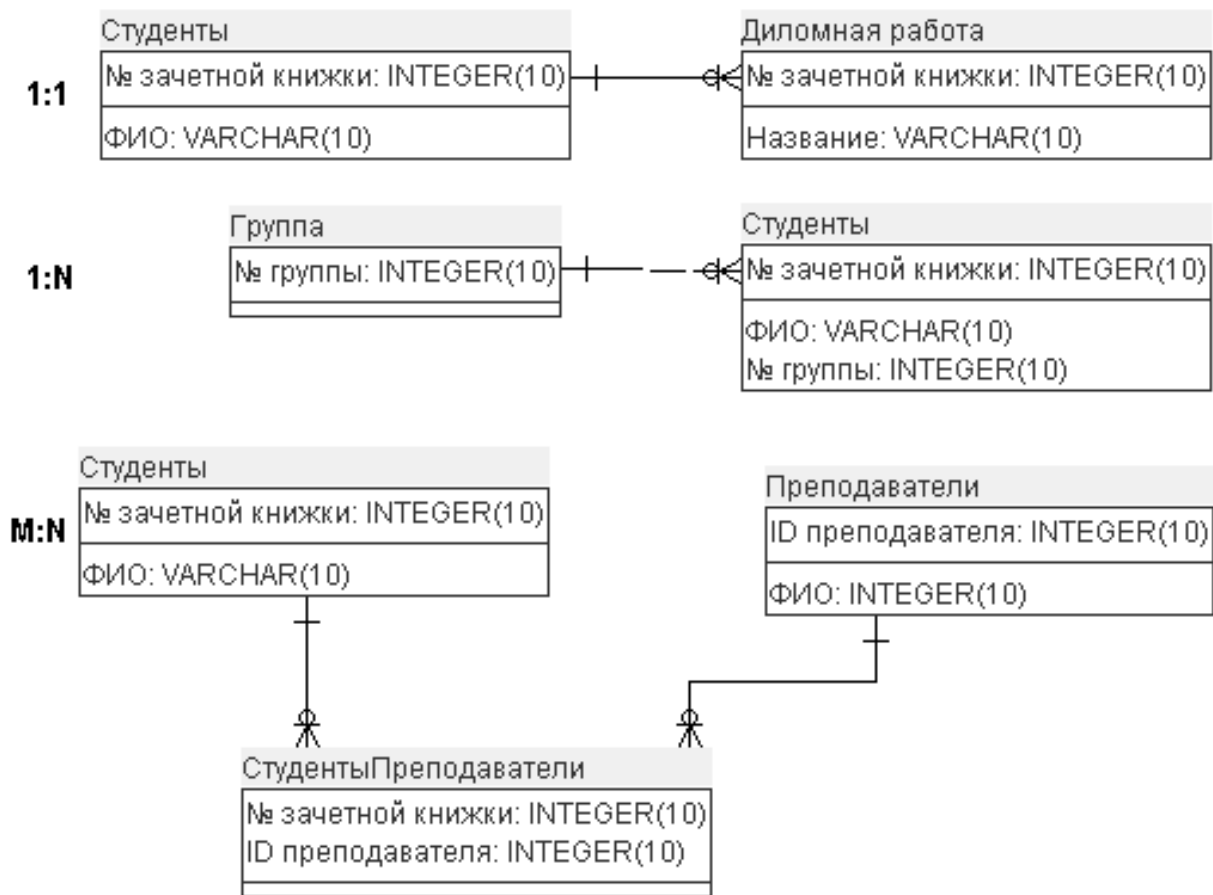 Студенты
Диломная работа
1:1
№ зачетной книжки: INTEGER(10)
№ зачетной книжки: INTEGER(10)
ФИО: VARCHAR(10)
Название: VARCHAR(10)
Группа
Студенты
1:N
№ группы: INTEGER(10)
№ зачетной книжки: INTEGER(10)
ФИО: VARCHAR(10)
№ группы: INTEGER(10)
Студенты
Преподаватели
M:N
№ зачетной книжки: INTEGER(10)
ID преподавателя: INTEGER(10)
ФИО: VARCHAR(10)
ФИО: INTEGER(10)
СтудентыПреподаватели
№ зачетной книжки: INTEGER(10)
ID преподавателя: INTEGER(10)